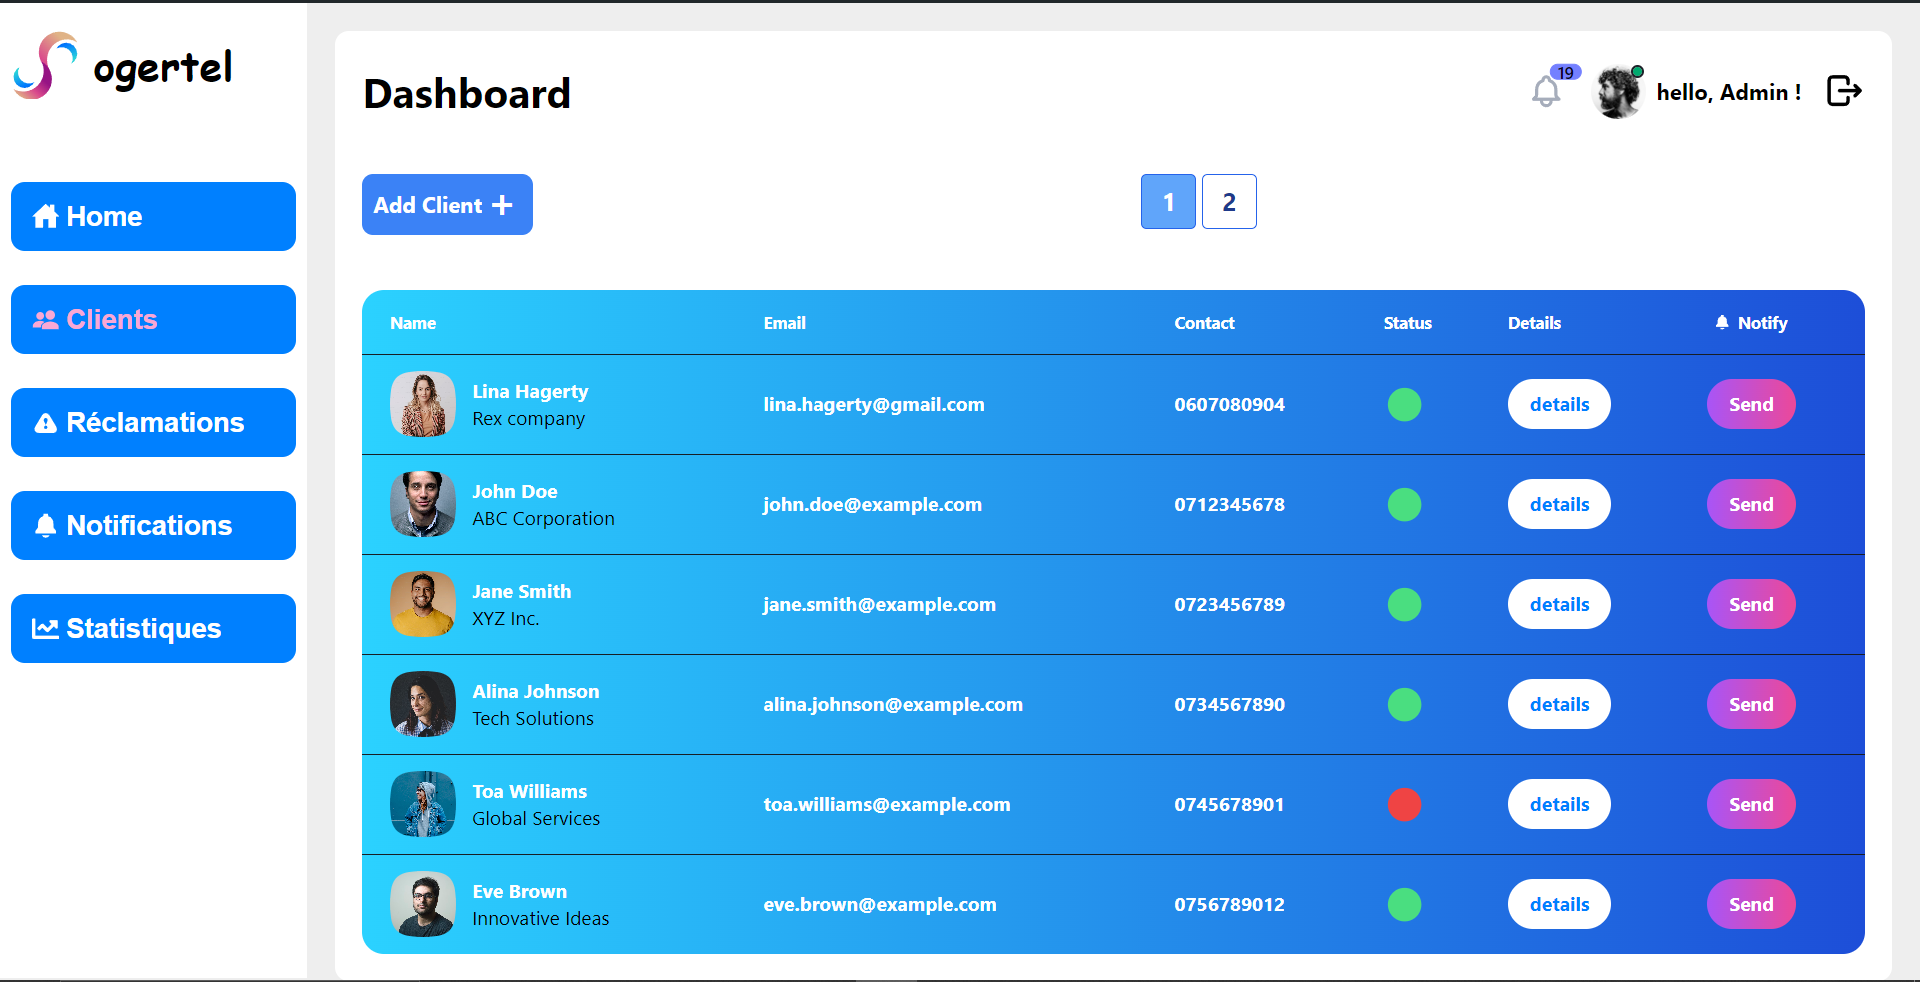 ogertel
Home
Clients
Réclamations
Notifications
Statistiques
Dashboard
19
hello, Admin !
Add Client +
1 2
Name Email Contact Status Details Notify
Lina Hagerty
Rex company
lina.hagerty@gmail.com 0607080904 details Send
John Doe
ABC Corporation
john.doe@example.com 0712345678 details Send
Jane Smith
XYZ Inc.
jane.smith@example.com 0723456789 details Send
Alina Johnson
Tech Solutions
alina.johnson@example.com 0734567890 details Send
Toa Williams
Global Services
toa.williams@example.com 0745678901 details Send
Eve Brown
Innovative Ideas
eve.brown@example.com 0756789012 details Send